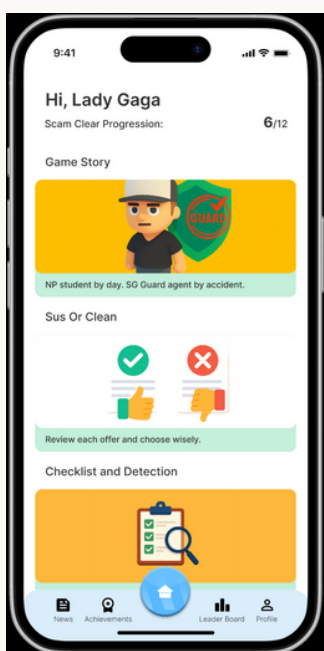 9:41
Hi, Lady Gaga
Scam Clear Progression: 6/12
Game Story
GUARD
NP student by day. SG Guard agent by accident.
Sus Or Clean
Review each offer and choose wisely.
Checklist and Detection
News Achievements Leader Board Profile